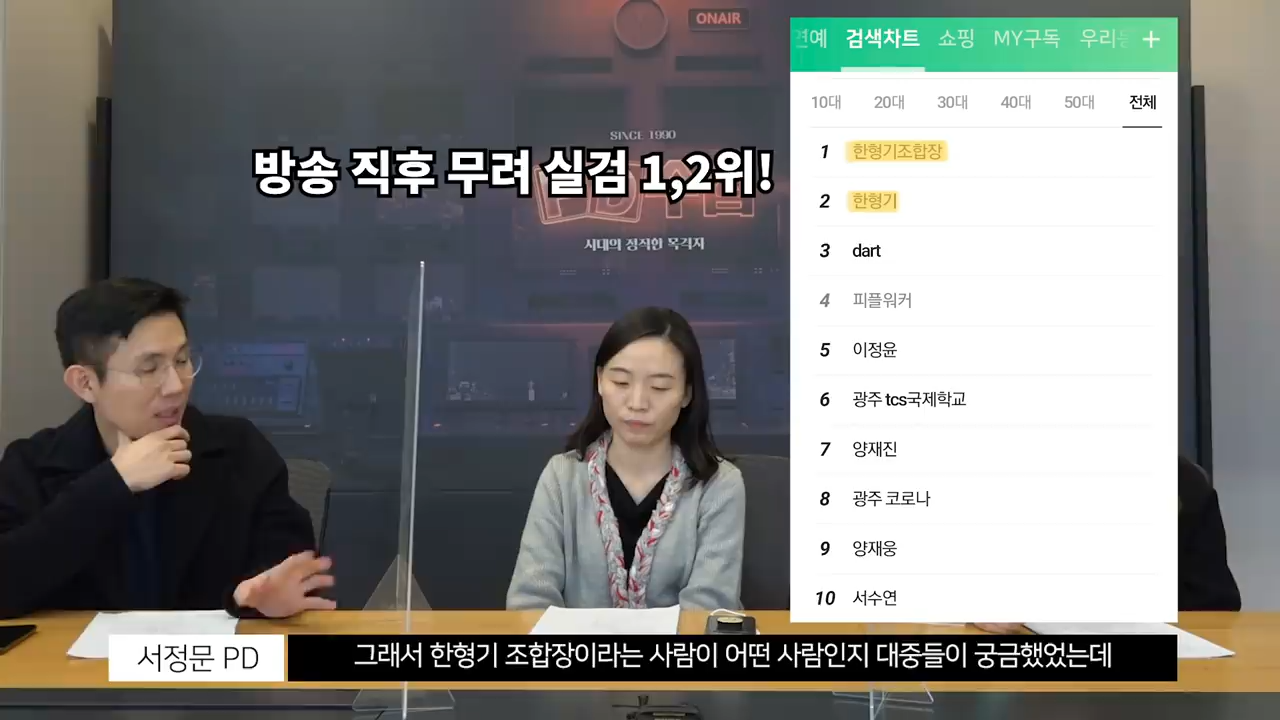 ONAIR
SINCE 1990
PD수첩
시대의 정직한 목격자
방송 직후 무려 실검 1,2위!
연예 검색차트 쇼핑 MY구독 우리동 +
10대 20대 30대 40대 50대 전체
1 한형기조합장
2 한형기
3 dart
4 피플워커
5 이정윤
6 광주 tcs국제학교
7 양재진
8 광주 코로나
9 양재웅
10 서수연
서정문 PD
그래서 한형기 조합장이라는 사람이 어떤 사람인지 대중들이 궁금했었는데